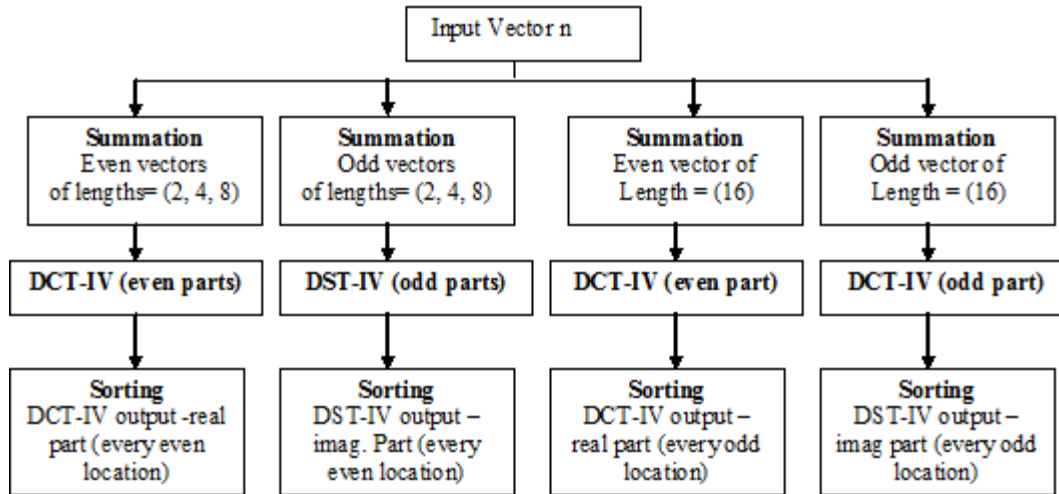 Input Vector n
Summation
Even vectors
of lengths= (2, 4, 8)
Summation
Odd vectors
of lengths= (2, 4, 8)
Summation
Even vector of
Length = (16)
Summation
Odd vector of
Length = (16)
DCT-IV (even parts)
DST-IV (odd parts)
DCT-IV (even part)
DCT-IV (odd part)
Sorting
DCT-IV output -real
part (every even
location)
Sorting
DST-IV output –
imag. Part (every
even location)
Sorting
DCT-IV output –
real part (every odd
location)
Sorting
DST-IV output –
imag part (every odd
location)